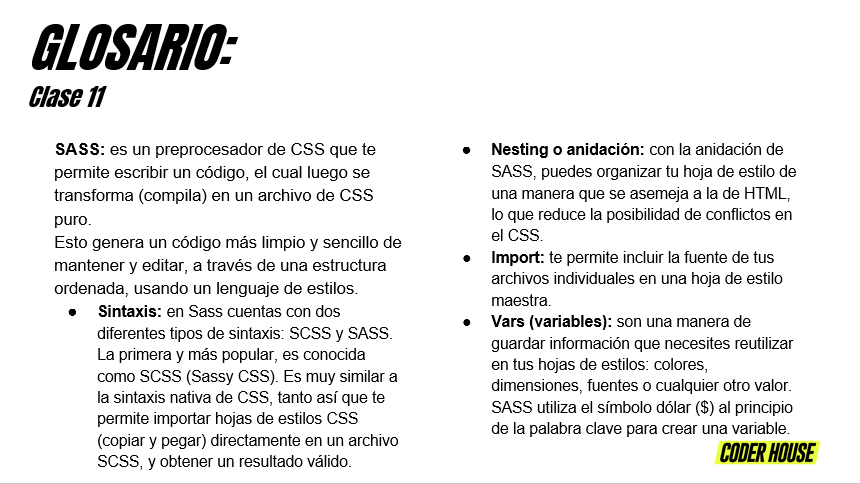 GLOSARIO:
Clase 11
SASS: es un preprocesador de CSS que te
permite escribir un código, el cual luego se
transforma (compila) en un archivo de CSS
puro.
Esto genera un código más limpio y sencillo de
mantener y editar, a través de una estructura
ordenada, usando un lenguaje de estilos.
● Sintaxis: en Sass cuentas con dos
diferentes tipos de sintaxis: SCSS y SASS.
La primera y más popular, es conocida
como SCSS (Sassy CSS). Es muy similar a
la sintaxis nativa de CSS, tanto así que te
permite importar hojas de estilos CSS
(copiar y pegar) directamente en un archivo
SCSS, y obtener un resultado válido.
● Nesting o anidación: con la anidación de
SASS, puedes organizar tu hoja de estilo de
una manera que se asemeja a la de HTML,
lo que reduce la posibilidad de conflictos en
el CSS.
● Import: te permite incluir la fuente de tus
archivos individuales en una hoja de estilo
maestra.
● Vars (variables): son una manera de
guardar información que necesites reutilizar
en tus hojas de estilos: colores,
dimensiones, fuentes o cualquier otro valor.
SASS utiliza el símbolo dólar ($) al principio
de la palabra clave para crear una variable.
CODER HOUSE